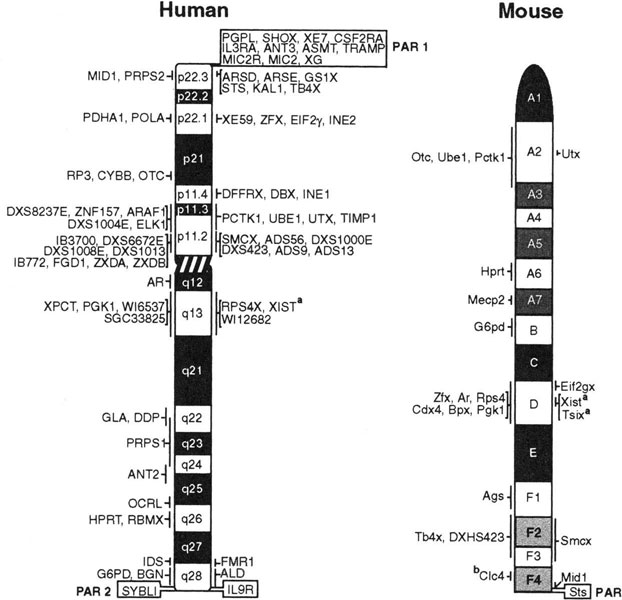 Human
Mouse
PGPL, SHOX, XE7, CSF2RA
IL3RA, ANT3, ASMT, TRAMP
MIC2R, MIC2, XG
PAR 1
MID1, PRPS2
p22.3
ARSD, ARSE, GS1X
STS, KAL1, TB4X
p22.2
PDHA1, POLA
p22.1
XE59, ZFX, EIF2γ, INE2
p21
RP3, CYBB, OTC
p11.4
DFFRX, DBX, INE1
DXS8237E, ZNF157, ARAF1
DXS1004E, ELK1
p11.3
PCTK1, UBE1, UTX, TIMP1
IB3700, DXS6672E
DXS1008E, DXS1013
IB772, FGD1, ZXDA, ZXDB
p11.2
SMCX, ADS56, DXS1000E
DXS423, ADS9, ADS13
AR
q12
XPCT, PGK1, WI6537
SGC33825
q13
RPS4X, XISTa
WI12682
q21
GLA, DDP
q22
PRPS1
q23
q24
ANT2
q25
OCRL
HPRT, RBMX
q26
q27
IDS
FMR1
G6PD, BGN
q28
ALD
PAR 2
SYBLI
IL9R
A1
Otc, Ube1, Pctk1
A2
Utx
A3
A4
A5
Hprt
A6
Mecp2
A7
G6pd
B
C
Eif2gx
Zfx, Ar, Rps4
Cdx4, Bpx, Pgk1
D
Xista
Tsixa
E
Ags
F1
Tb4x, DXHS423
F2
Smcx
F3
bClc4
F4
Mid1
Sts
PAR